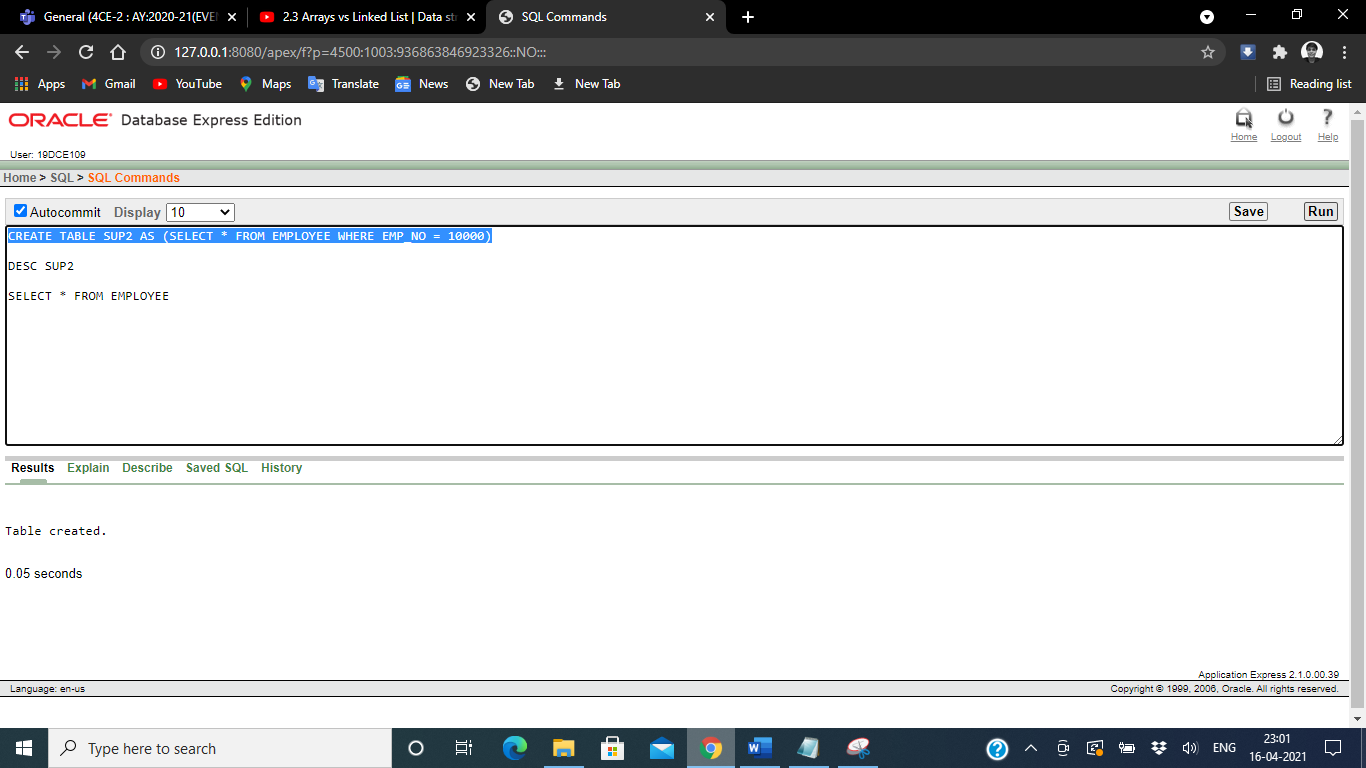 General (4CE-2 : AY:2020-21(EVE
2.3 Arrays vs Linked List | Data str
SQL Commands
127.0.0.1:8080/apex/f?p=4500:1003:936863846923326::NO:::
Apps Gmail YouTube Maps Translate News New Tab New Tab Reading list
ORACLE Database Express Edition
Home Logout Help
User: 19DCE109
Home > SQL > SQL Commands
Autocommit Display 10 Save Run
CREATE TABLE SUP2 AS (SELECT * FROM EMPLOYEE WHERE EMP_NO = 10000)
DESC SUP2
SELECT * FROM EMPLOYEE
Results Explain Describe Saved SQL History
Table created.
0.05 seconds
Application Express 2.1.0.00.39
Language: en-us Copyright © 1999, 2006, Oracle. All rights reserved.
Type here to search
ENG
23:01
16-04-2021